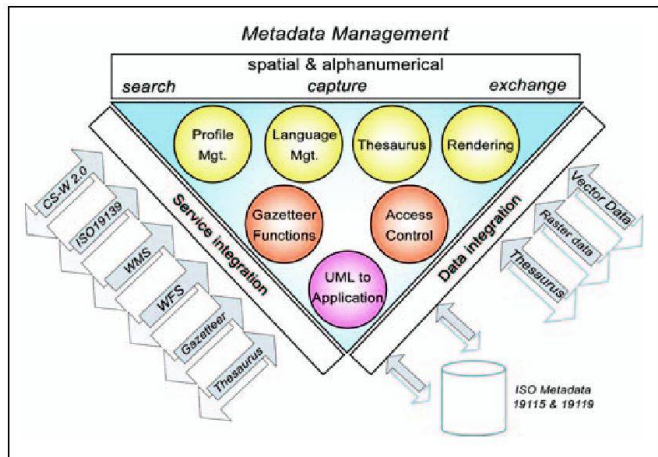 Metadata Management
spatial & alphanumerical
search capture exchange
Profile
Mgt.
Language
Mgt.
Thesaurus
Rendering
Gazetteer
Functions
Access
Control
UML to
Application
Service integration
Data integration
CS-W 2.0
ISO19139
WMS
WFS
Gazetteer
Thesaurus
Vector Data
Raster data
Thesaurus
ISO Metadata
19115 & 19119